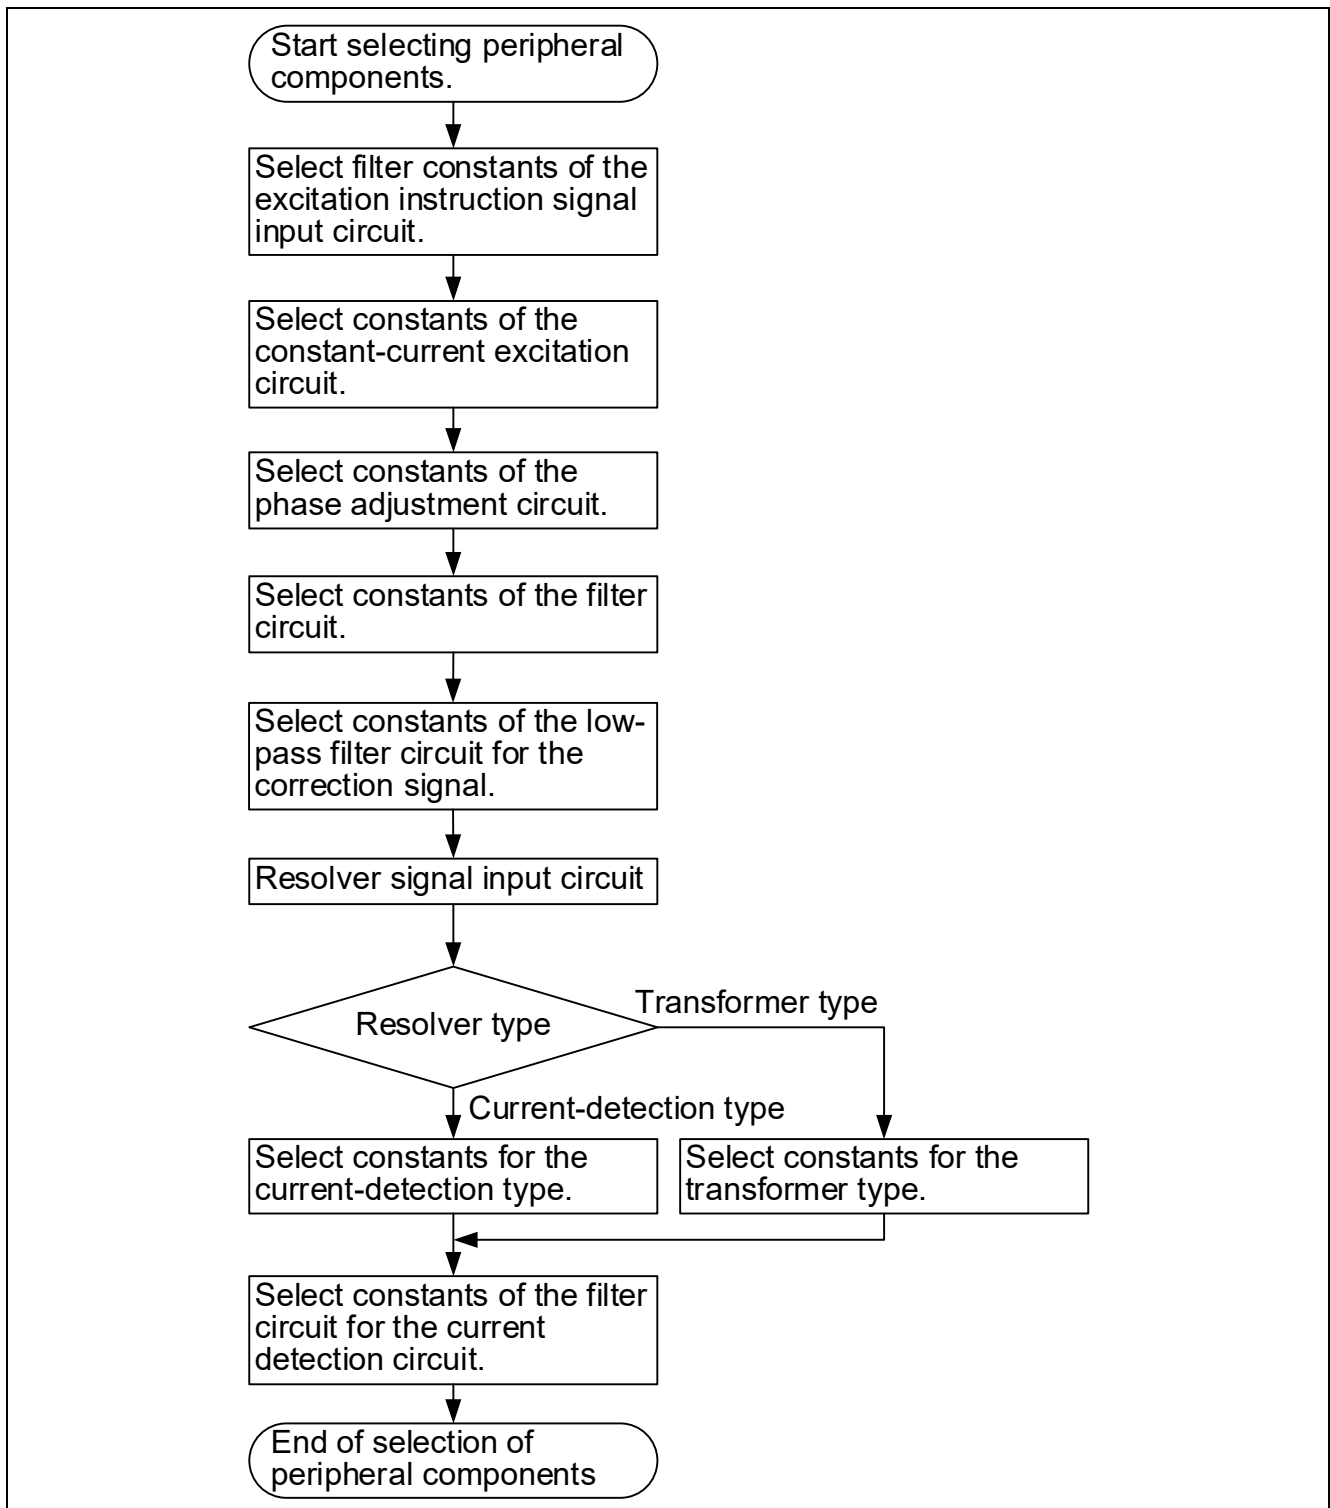 Start selecting peripheral
components.
Select filter constants of the
excitation instruction signal
input circuit.
Select constants of the
constant-current excitation
circuit.
Select constants of the
phase adjustment circuit.
Select constants of the filter
circuit.
Select constants of the low-
pass filter circuit for the
correction signal.
Resolver signal input circuit
Resolver type
Transformer type
Current-detection type
Select constants for the
current-detection type.
Select constants for the
transformer type.
Select constants of the filter
circuit for the current
detection circuit.
End of selection of
peripheral components